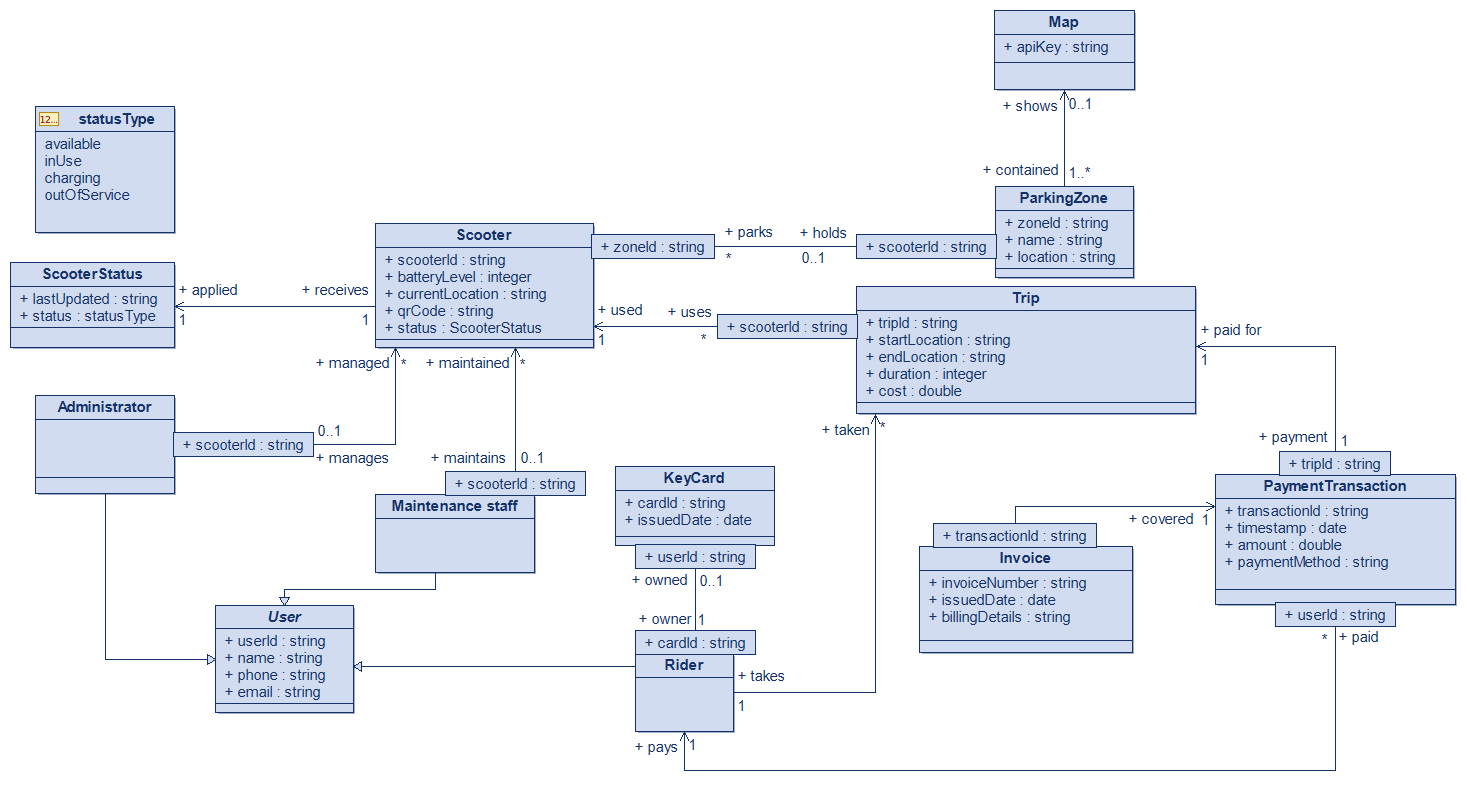 Map
+ apiKey : string
+ shows
0..1
+ contained
1..*
12...
statusType
available
inUse
charging
outOfService
ParkingZone
+ zoneId : string
+ name : string
+ location : string
Scooter
+ scooterId : string
+ batteryLevel : integer
+ currentLocation : string
+ qrCode : string
+ status : ScooterStatus
+ zoneId : string
+ parks
*
+ holds
0..1
+ scooterId : string
ScooterStatus
+ lastUpdated : string
+ status : statusType
+ applied
1
+ receives
1
+ used
1
+ uses
*
+ scooterId : string
Trip
+ tripId : string
+ startLocation : string
+ endLocation : string
+ duration : integer
+ cost : double
+ paid for
1
+ managed
*
+ maintained
*
Administrator
+ scooterId : string
0..1
+ manages
+ maintains
0..1
+ scooterId : string
Maintenance staff
+ taken
*
+ payment
1
+ tripId : string
PaymentTransaction
+ transactionId : string
+ timestamp : date
+ amount : double
+ paymentMethod : string
+ userId : string
*
+ paid
KeyCard
+ cardId : string
+ issuedDate : date
+ userId : string
+ owned
0..1
+ owner
1
+ cardId : string
Rider
+ takes
1
+ pays
1
+ covered
1
+ transactionId : string
Invoice
+ invoiceNumber : string
+ issuedDate : date
+ billingDetails : string
User
+ userId : string
+ name : string
+ phone : string
+ email : string